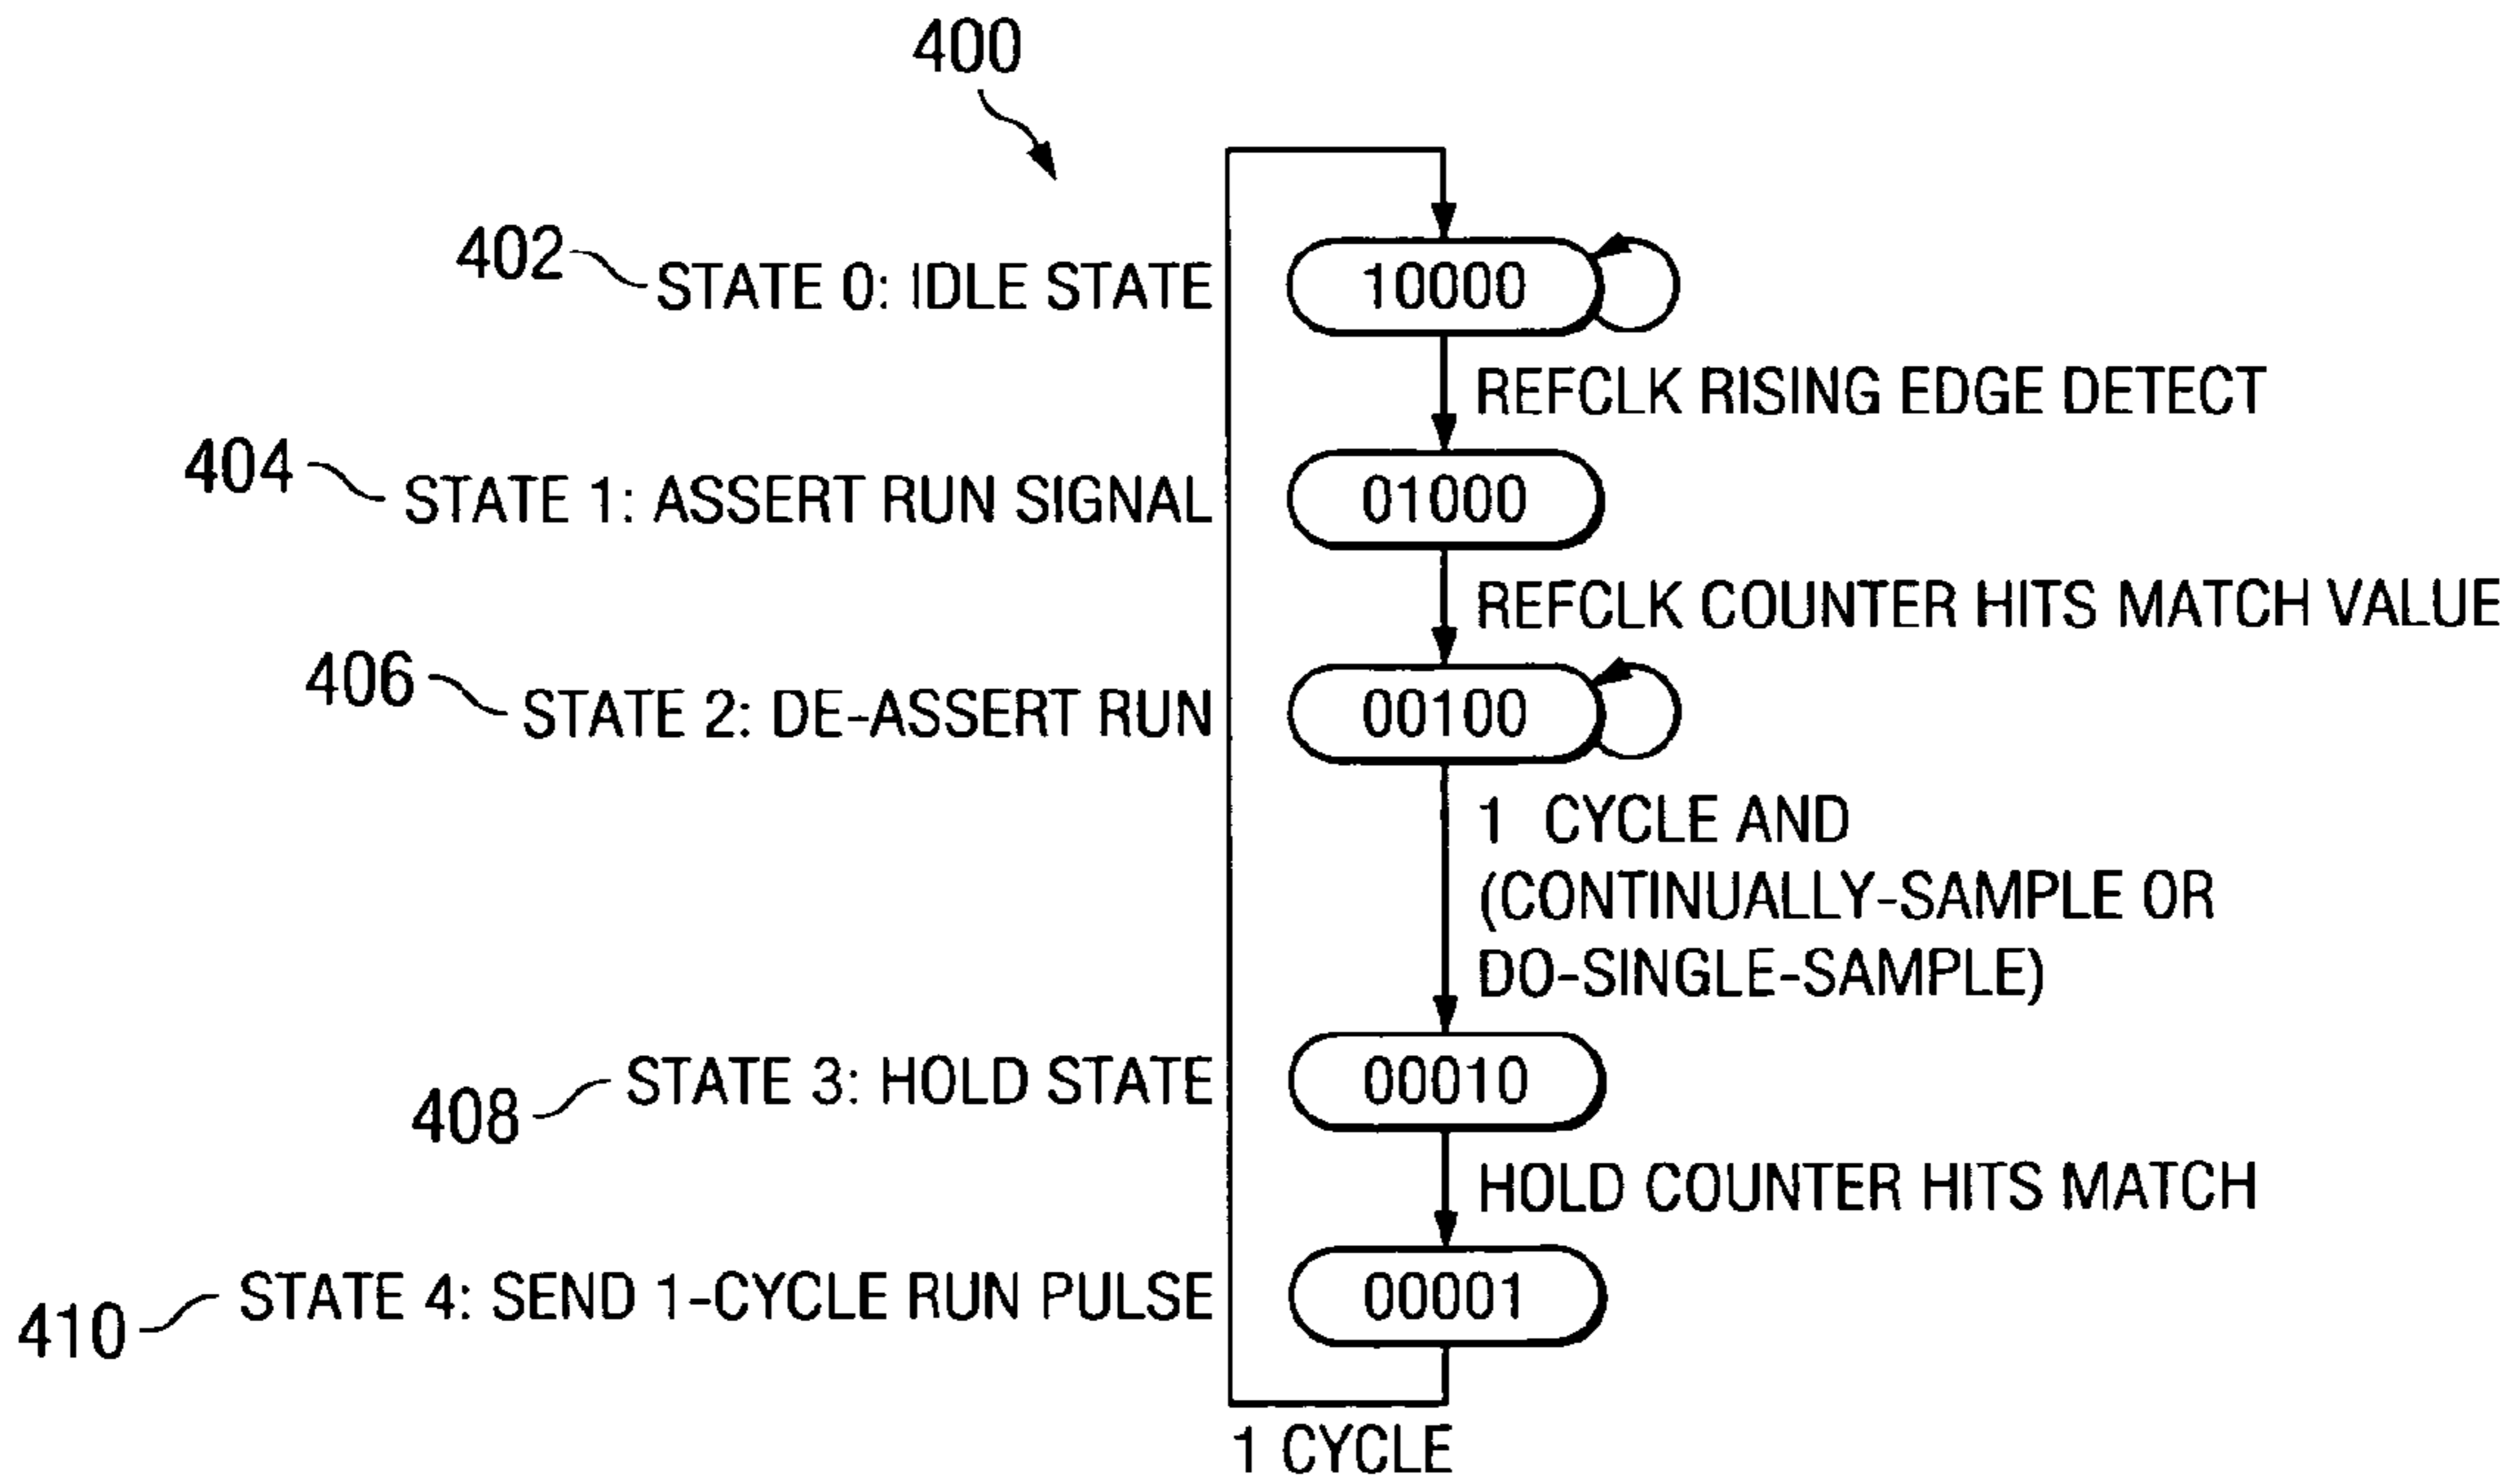 400
402
STATE 0: IDLE STATE
10000
REFCLK RISING EDGE DETECT
404
STATE 1: ASSERT RUN SIGNAL
01000
REFCLK COUNTER HITS MATCH VALUE
406
STATE 2: DE-ASSERT RUN
00100
1 CYCLE AND
(CONTINUALLY-SAMPLE OR
DO-SINGLE-SAMPLE)
408
STATE 3: HOLD STATE
00010
HOLD COUNTER HITS MATCH
410
STATE 4: SEND 1-CYCLE RUN PULSE
00001
1 CYCLE